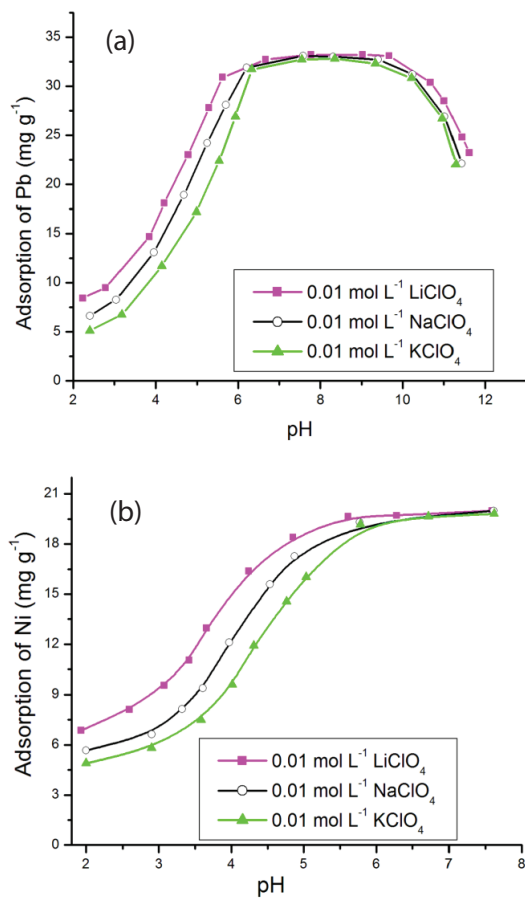 (a)
Adsorption of Pb (mg g⁻¹)
40
35
30
25
20
15
10
5
0
0.01 mol L⁻¹ LiClO₄
0.01 mol L⁻¹ NaClO₄
0.01 mol L⁻¹ KClO₄
2 4 6 8 10 12
pH
(b)
Adsorption of Ni (mg g⁻¹)
21
18
15
12
9
6
3
0
0.01 mol L⁻¹ LiClO₄
0.01 mol L⁻¹ NaClO₄
0.01 mol L⁻¹ KClO₄
2 3 4 5 6 7 8
pH